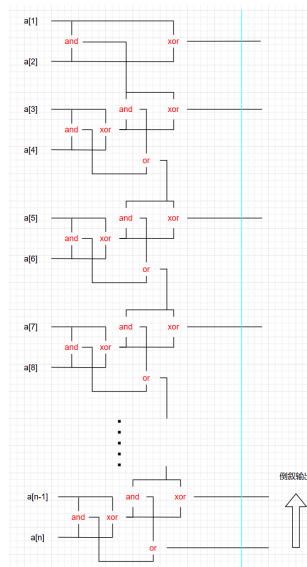 a[1]
and xor
a[2]
a[3] and xor
and xor
a[4]
or
a[5] and xor
and xor
a[6]
or
a[7] and xor
and xor
a[8]
or
倒叙输出
a[n-1] and xor
and xor
a[n]
or